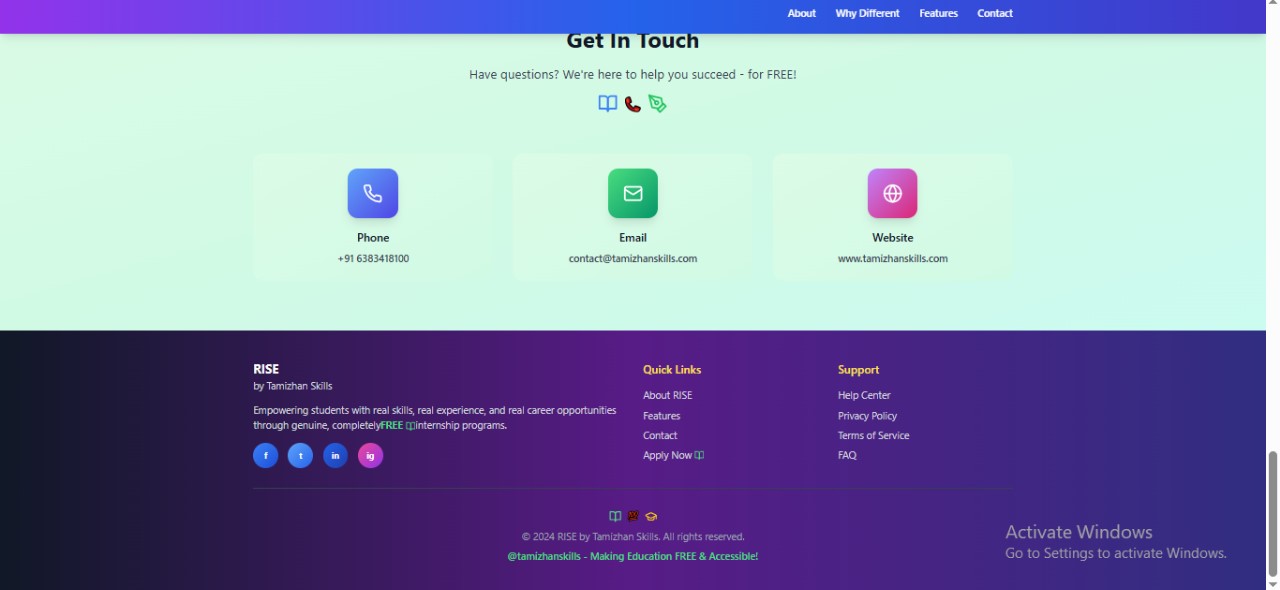 About Why Different Features Contact
Get In Touch
Have questions? We're here to help you succeed - for FREE!
Phone
+91 6383418100
Email
contact@tamizhanskills.com
Website
www.tamizhanskills.com
RISE
by Tamizhan Skills
Empowering students with real skills, real experience, and real career opportunities
through genuine, completelyFREE internship programs.
f t in ig
Quick Links
About RISE
Features
Contact
Apply Now
Support
Help Center
Privacy Policy
Terms of Service
FAQ
© 2024 RISE by Tamizhan Skills. All rights reserved.
@tamizhanskills - Making Education FREE & Accessible!
Activate Windows
Go to Settings to activate Windows.